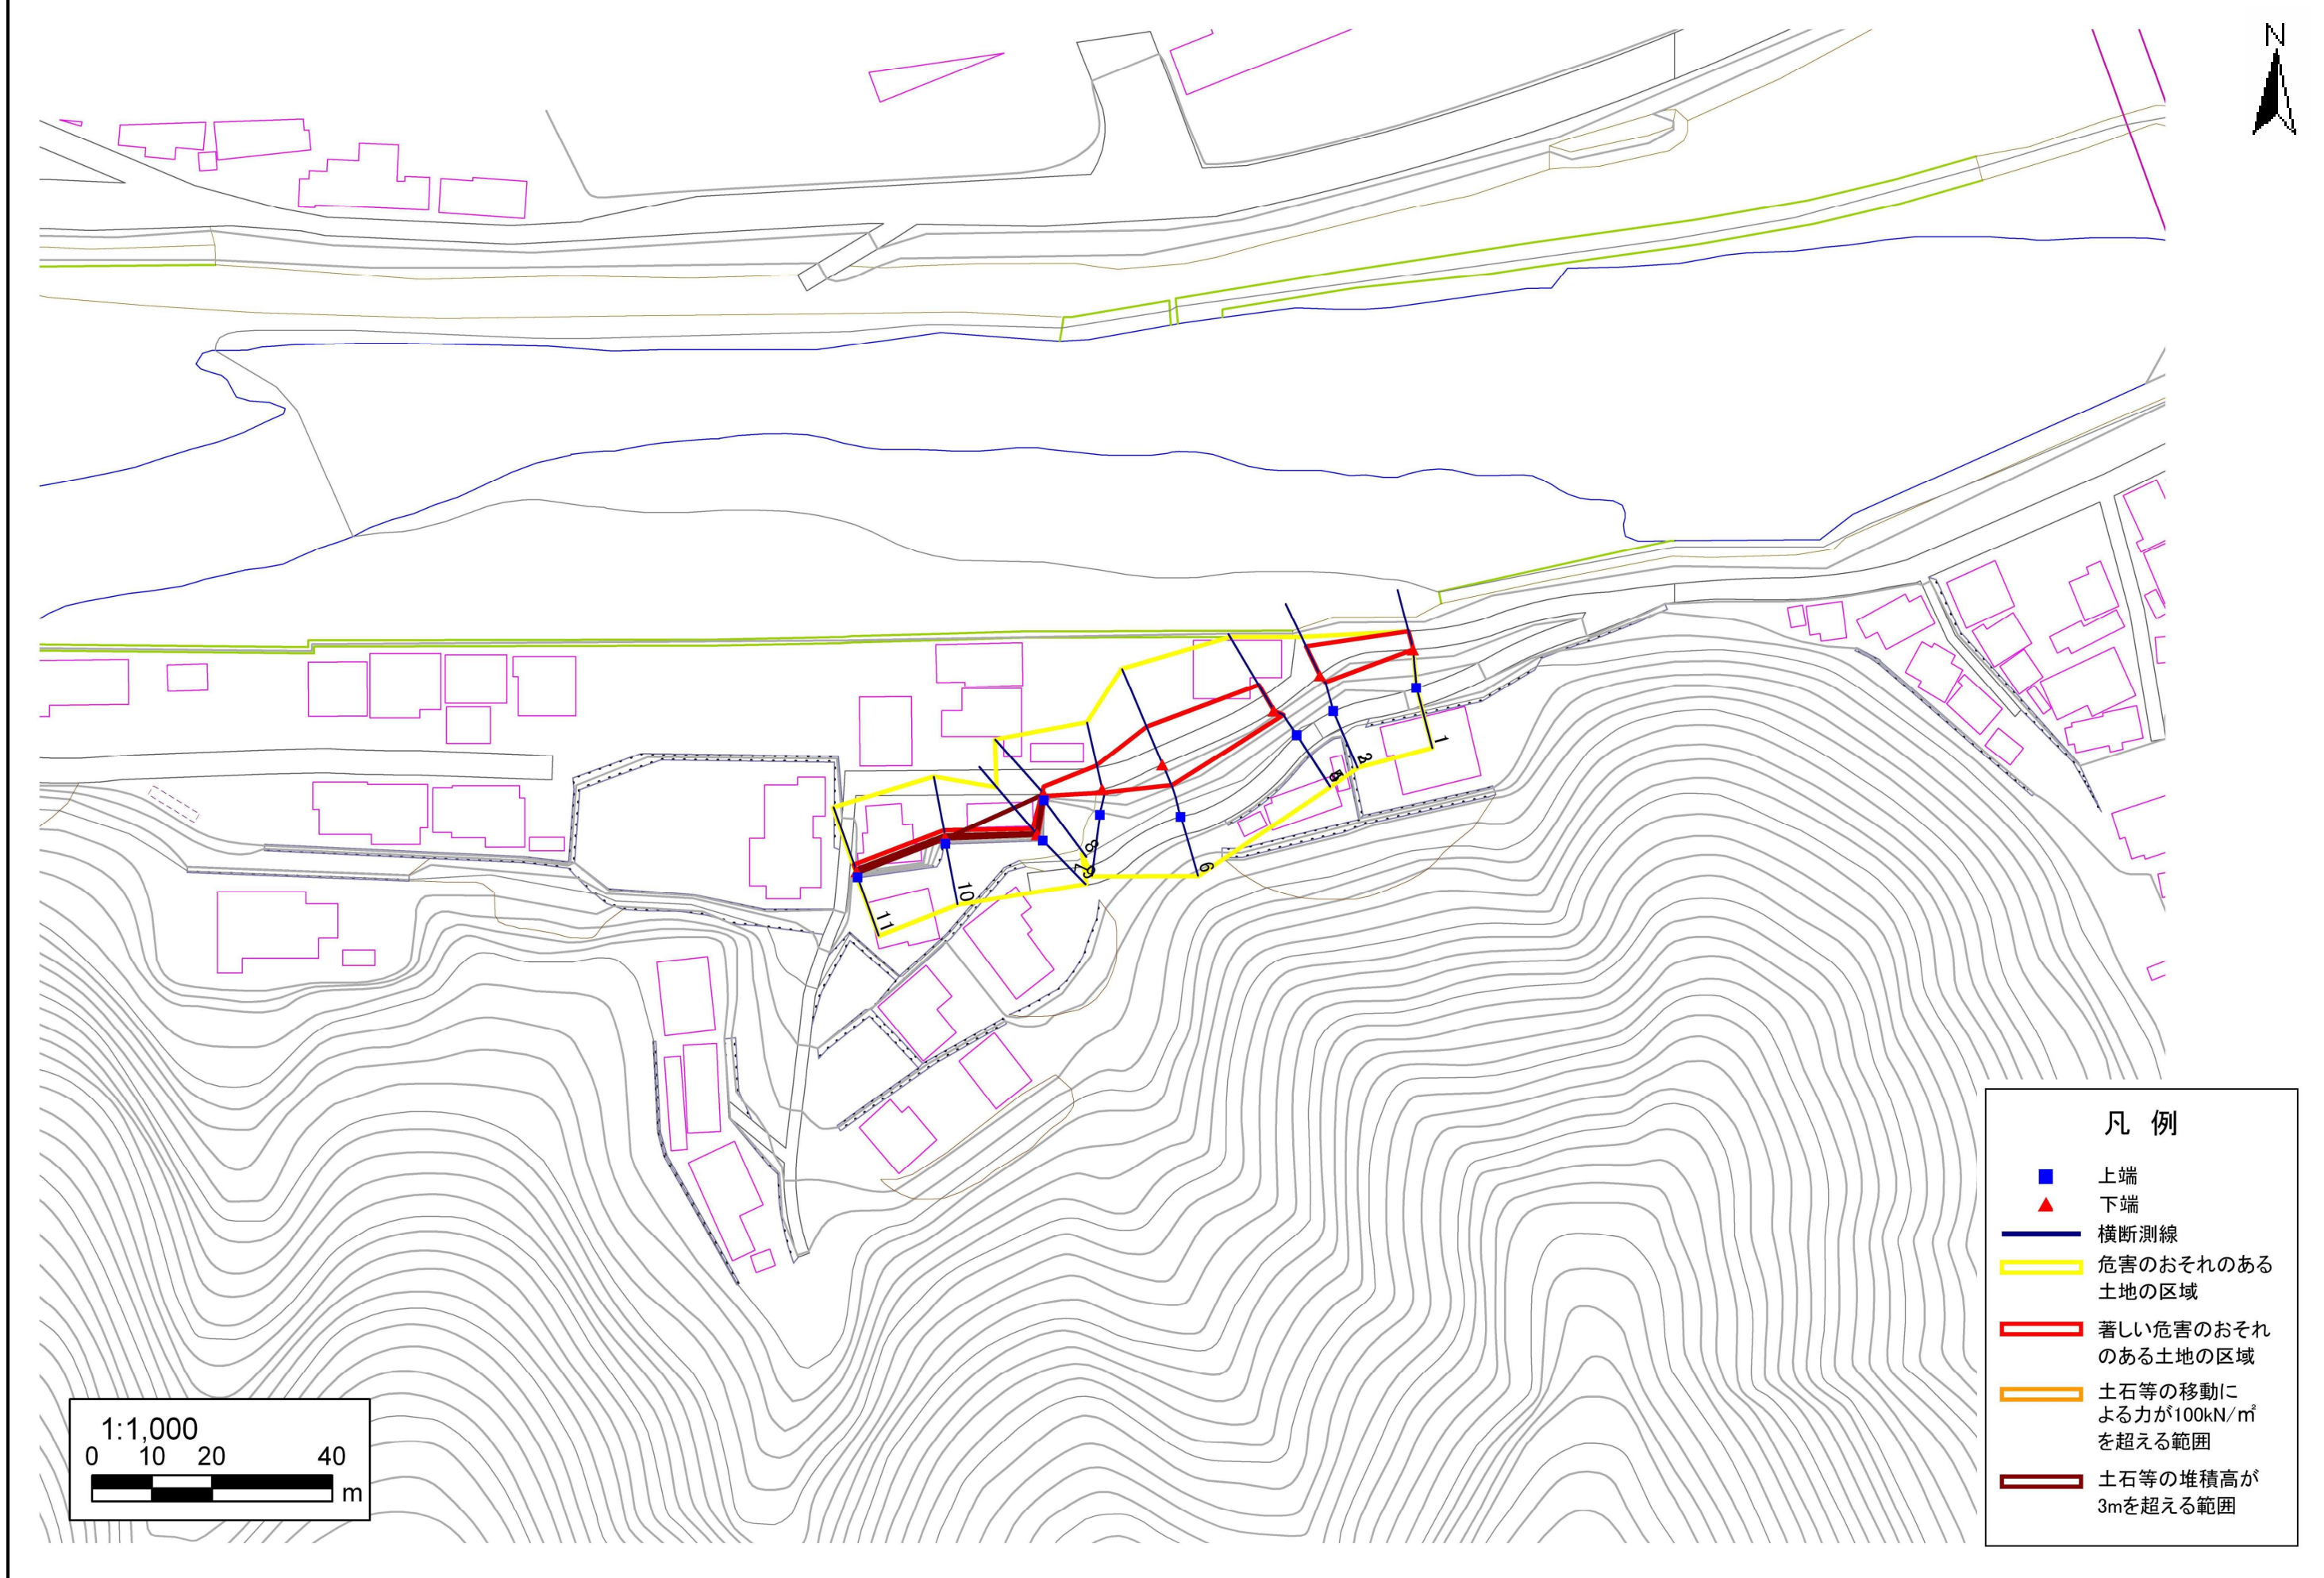 N
1
2
8
6
10
11
凡 例
上端
下端
横断測線
危害のおそれのある
土地の区域
著しい危害のおそれ
のある土地の区域
土石等の移動に
よる力が100kN/㎡
を超える範囲
土石等の堆積高が
3mを超える範囲
1:1,000
0 10 20 40
m